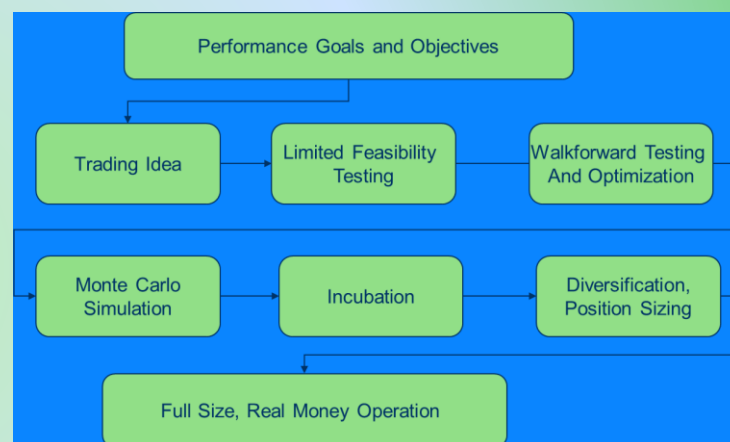 Performance Goals and Objectives
Trading Idea
Limited Feasibility
Testing
Walkforward Testing
And Optimization
Monte Carlo
Simulation
Incubation
Diversification,
Position Sizing
Full Size, Real Money Operation